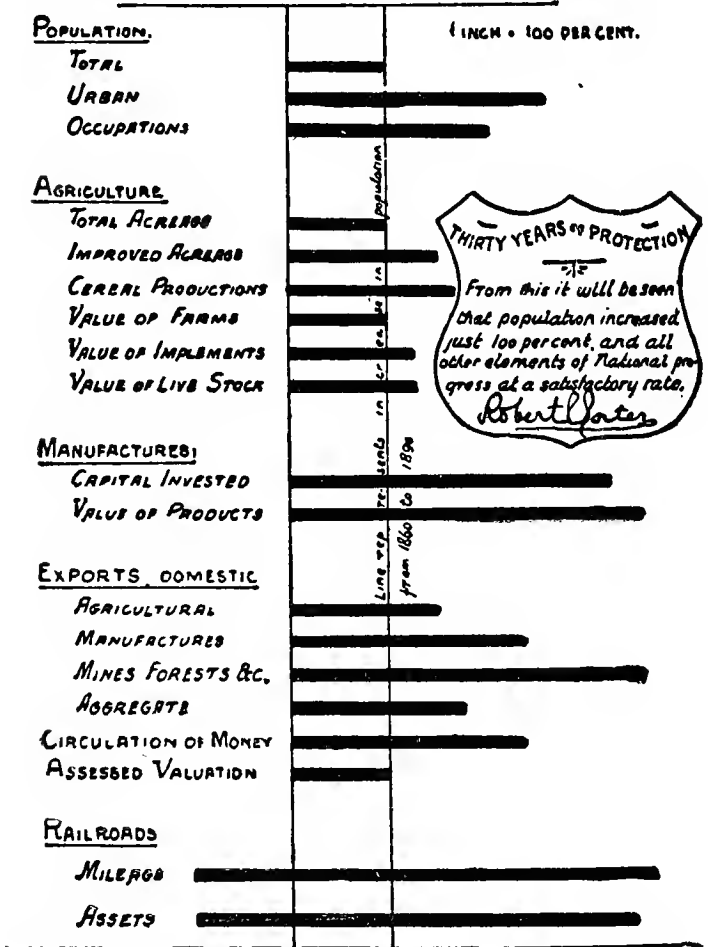 POPULATION.
1 INCH = 100 PER CENT.
TOTAL
URBAN
OCCUPATIONS
AGRICULTURE
TOTAL ACREAGE
IMPROVED ACREAGE
CEREAL PRODUCTIONS
VALUE OF FARMS
VALUE OF IMPLEMENTS
VALUE OF LIVE STOCK
THIRTY YEARS OF PROTECTION
From this it will be seen
that population increased
just 100 percent, and all
other elements of National pro-
gress at a satisfactory rate.
Robert Porter
MANUFACTURES;
CAPITAL INVESTED
VALUE OF PRODUCTS
Line represents increase in population
from 1860 to 1890
EXPORTS, DOMESTIC
AGRICULTURAL
MANUFACTURES
MINES FORESTS &C.
AGGREGATE
CIRCULATION OF MONEY
ASSESSED VALUATION
RAILROADS
MILEAGE
ASSETS